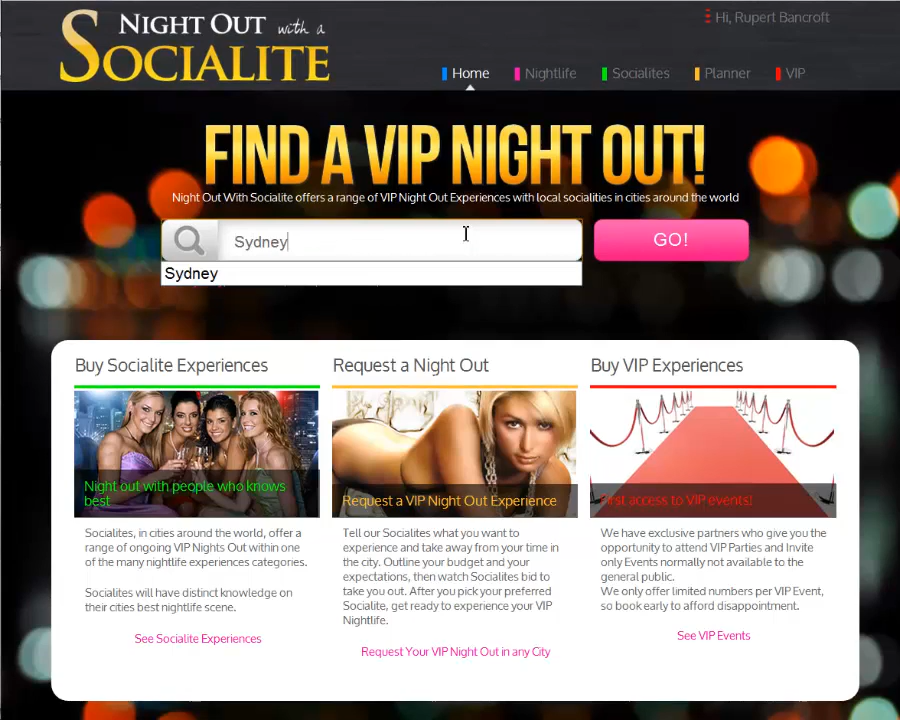 NIGHT OUT with a
SOCIALITE
Hi, Rupert Bancroft
Home Nightlife Socialites Planner VIP
FIND A VIP NIGHT OUT!
Night Out With Socialite offers a range of VIP Night Out Experiences with local socialities in cities around the world
Sydney
GO!
Sydney
Buy Socialite Experiences
Night out with people who knows
best
Socialites, in cities around the world, offer a
range of ongoing VIP Nights Out within one
of the many nightlife experiences categories.
Socialites will have distinct knowledge on
their cities best nightlife scene.
See Socialite Experiences
Request a Night Out
Request a VIP Night Out Experience
Tell our Socialites what you want to
experience and take away from your time in
the city. Outline your budget and your
expectations, then watch Socialites bid to
take you out. After you pick your preferred
Socialite, get ready to experience your VIP
Nightlife.
Request Your VIP Night Out in any City
Buy VIP Experiences
First access to VIP events!
We have exclusive partners who give you the
opportunity to attend VIP Parties and Invite
only Events normally not available to the
general public.
We only offer limited numbers per VIP Event,
so book early to afford disappointment.
See VIP Events